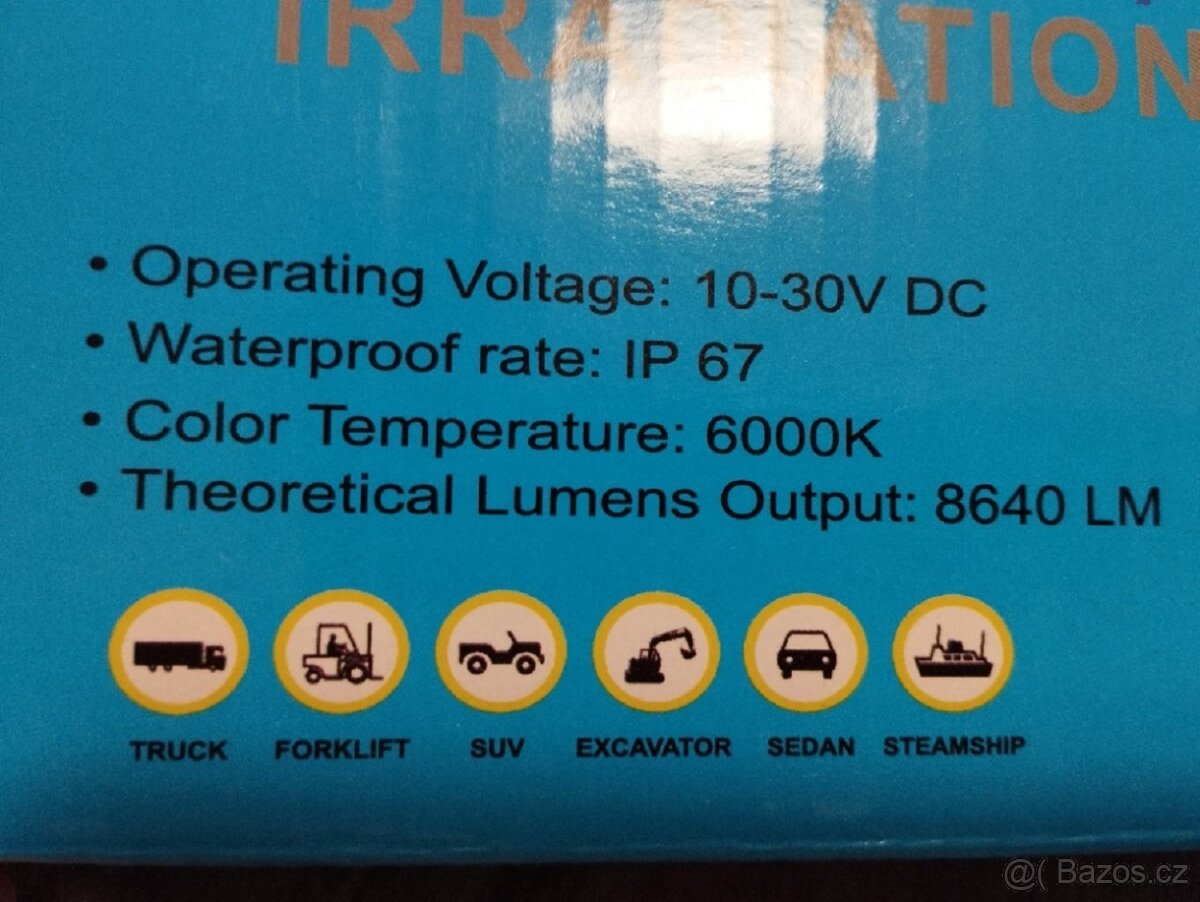 • Operating Voltage: 10-30V DC
• Waterproof rate: IP 67
• Color Temperature: 6000K
• Theoretical Lumens Output: 8640 LM
TRUCK FORKLIFT SUV EXCAVATOR SEDAN STEAMSHIP
@( Bazos.cz